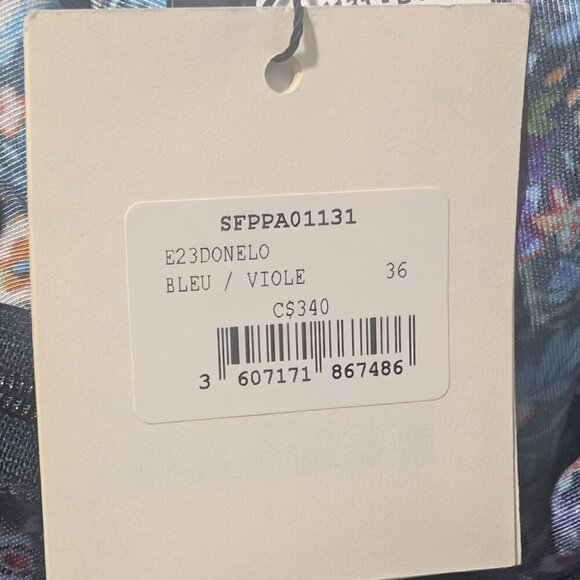 SFPPA01131
E23DONELO
BLEU / VIOLE 36
C$340
3 607171 867486